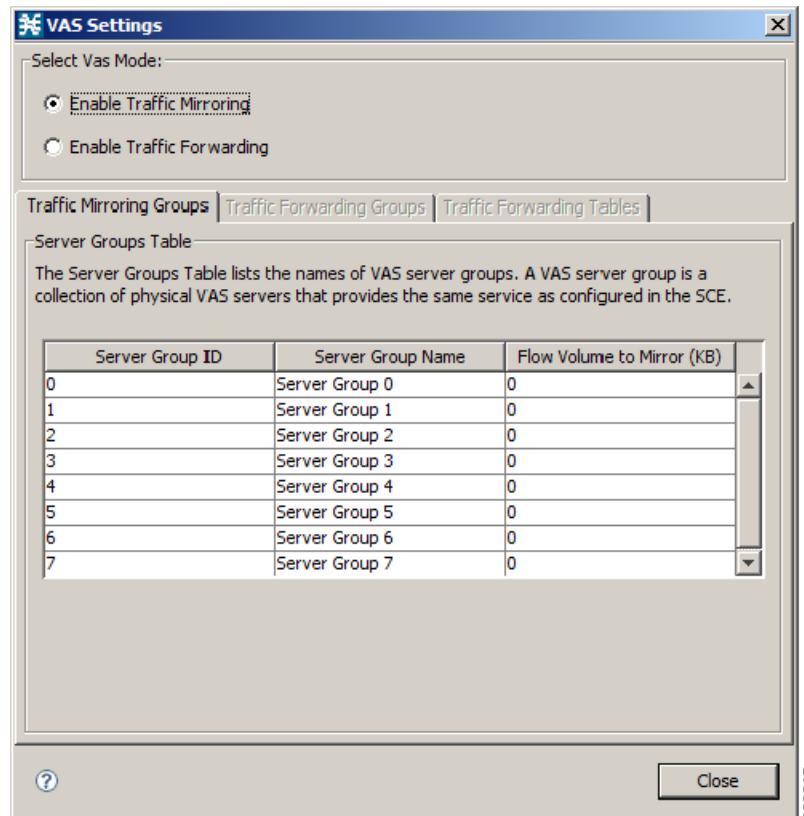 VAS Settings
Select Vas Mode:
Enable Traffic Mirroring
Enable Traffic Forwarding
Traffic Mirroring Groups Traffic Forwarding Groups Traffic Forwarding Tables
Server Groups Table
The Server Groups Table lists the names of VAS server groups. A VAS server group is a
collection of physical VAS servers that provides the same service as configured in the SCE.
Server Group ID Server Group Name Flow Volume to Mirror (KB)
0 Server Group 0 0
1 Server Group 1 0
2 Server Group 2 0
3 Server Group 3 0
4 Server Group 4 0
5 Server Group 5 0
6 Server Group 6 0
7 Server Group 7 0
? Close